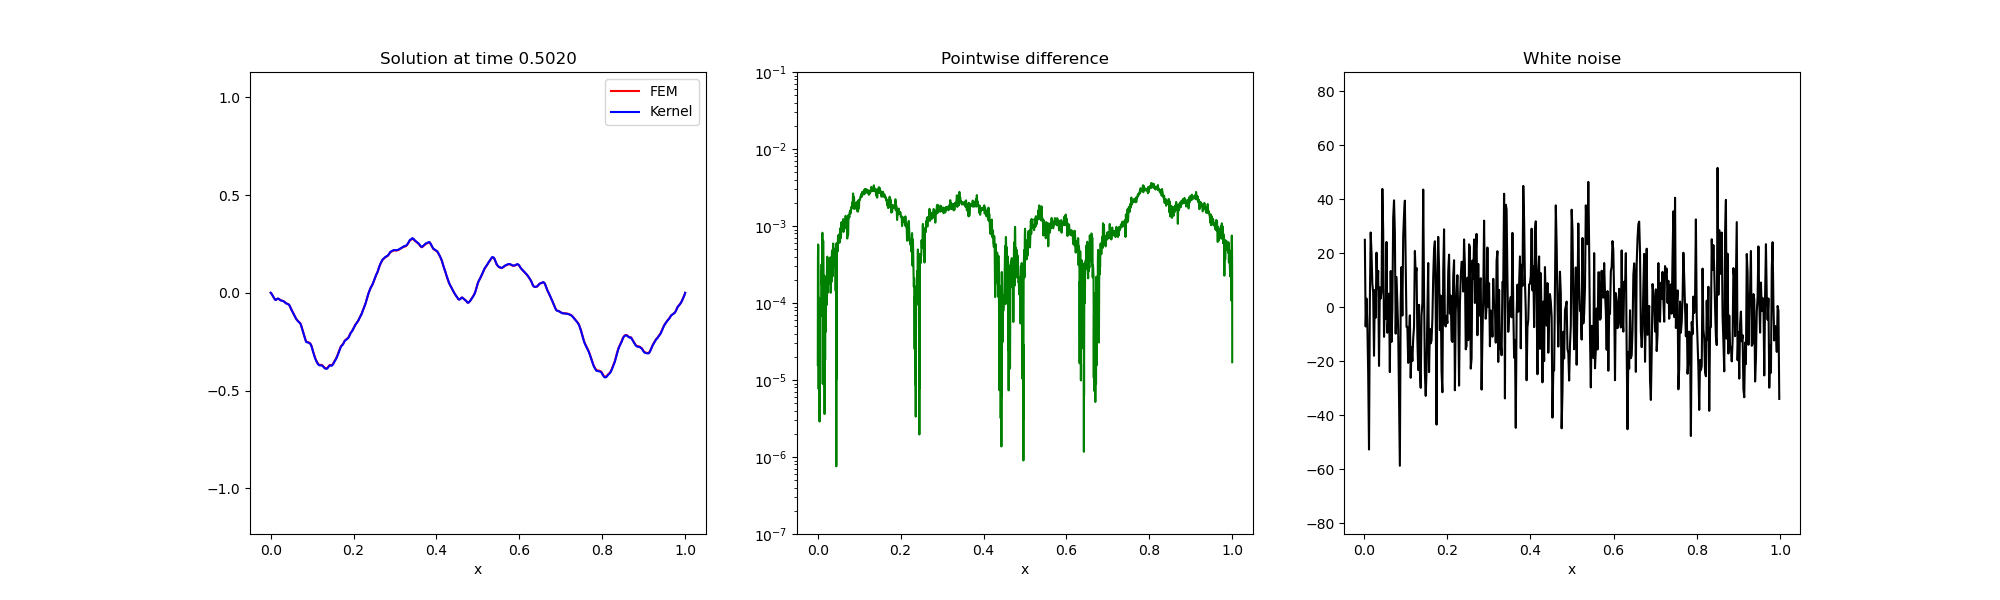 Solution at time 0.5020
1.0
0.5
0.0
−0.5
−1.0
0.0 0.2 0.4 0.6 0.8 1.0
x
FEM
Kernel
Pointwise difference
10−1
10−2
10−3
10−4
10−5
10−6
10−7
0.0 0.2 0.4 0.6 0.8 1.0
x
White noise
80
60
40
20
0
−20
−40
−60
−80
0.0 0.2 0.4 0.6 0.8 1.0
x